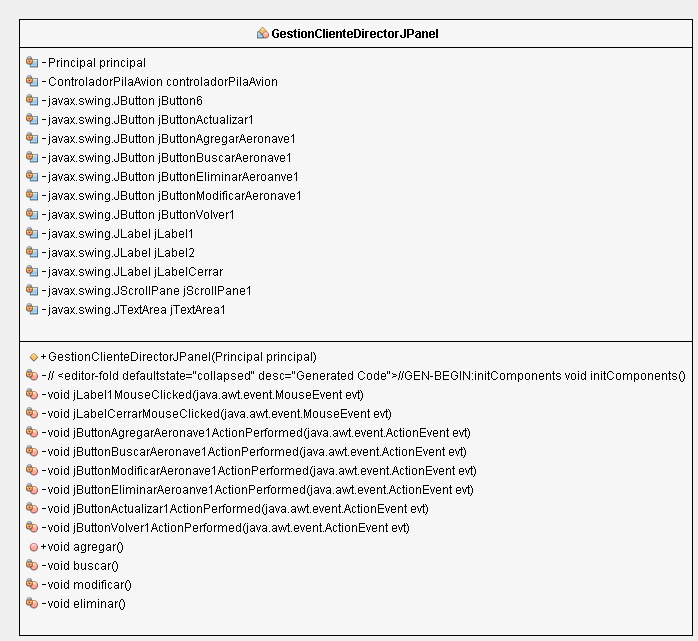 GestionClienteDirectorJPanel
-Principal principal
-ControladorPilaAvion controladorPilaAvion
-javax.swing.JButton jButton6
-javax.swing.JButton jButtonActualizar1
-javax.swing.JButton jButtonAgregarAeronave1
-javax.swing.JButton jButtonBuscarAeronave1
-javax.swing.JButton jButtonEliminarAeroanve1
-javax.swing.JButton jButtonModificarAeronave1
-javax.swing.JButton jButtonVolver1
-javax.swing.JLabel jLabel1
-javax.swing.JLabel jLabel2
-javax.swing.JLabel jLabelCerrar
-javax.swing.JScrollPane jScrollPane1
-javax.swing.JTextArea jTextArea1
+GestionClienteDirectorJPanel(Principal principal)
-// <editor-fold defaultstate="collapsed" desc="Generated Code">//GEN-BEGIN:initComponents void initComponents()
-void jLabel1MouseClicked(java.awt.event.MouseEvent evt)
-void jLabelCerrarMouseClicked(java.awt.event.MouseEvent evt)
-void jButtonAgregarAeronave1ActionPerformed(java.awt.event.ActionEvent evt)
-void jButtonBuscarAeronave1ActionPerformed(java.awt.event.ActionEvent evt)
-void jButtonModificarAeronave1ActionPerformed(java.awt.event.ActionEvent evt)
-void jButtonEliminarAeroanve1ActionPerformed(java.awt.event.ActionEvent evt)
-void jButtonActualizar1ActionPerformed(java.awt.event.ActionEvent evt)
-void jButtonVolver1ActionPerformed(java.awt.event.ActionEvent evt)
+void agregar()
-void buscar()
-void modificar()
-void eliminar()